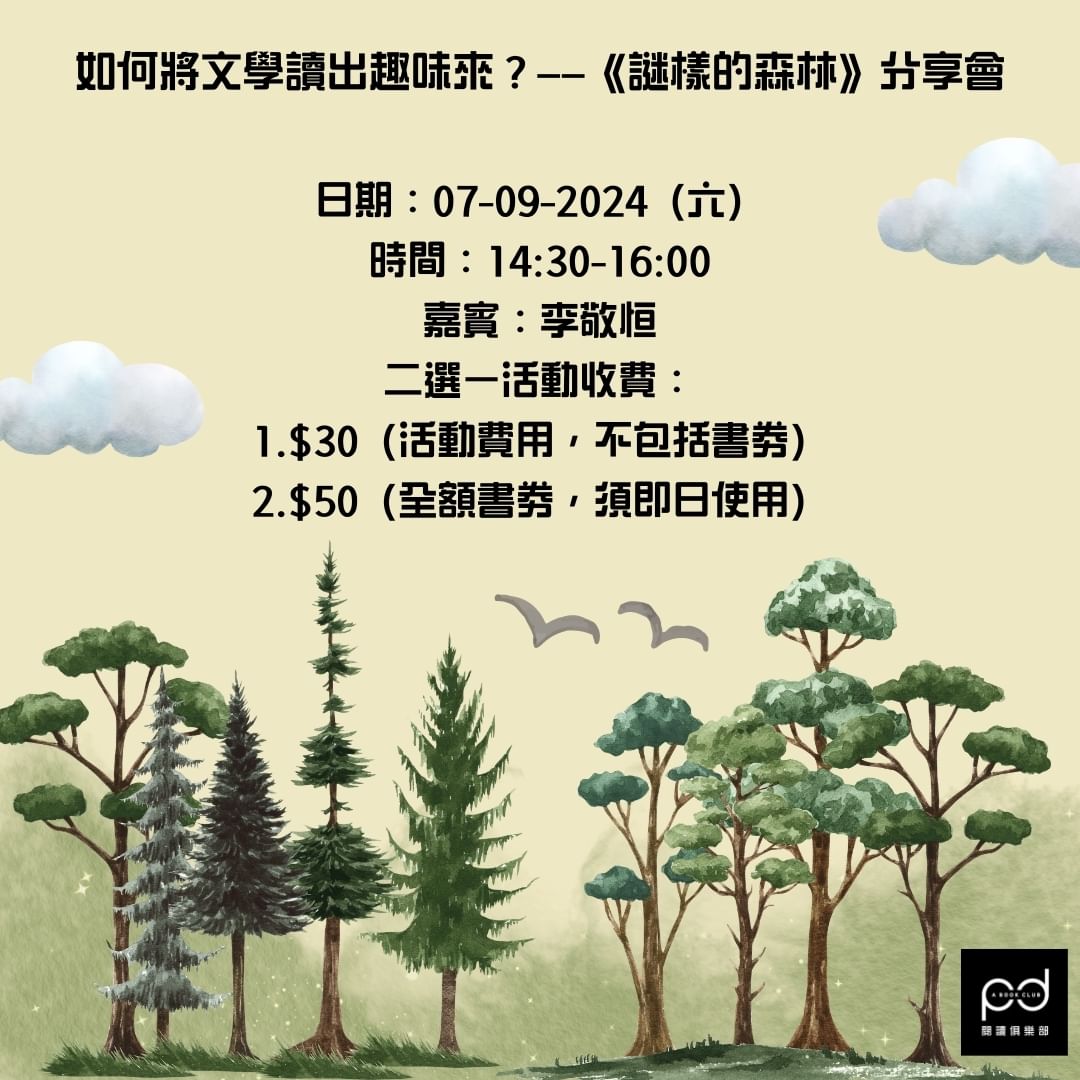 如何將文學讀出趣味來？——《謎樣的森林》分享會
日期：07-09-2024（六）
時間：14:30-16:00
嘉賓：李敬恒
二選一活動收費：
1.$30（活動費用，不包括書券）
2.$50（全額書券，須即日使用）
pd
A BOOK CLUB
閱讀俱樂部